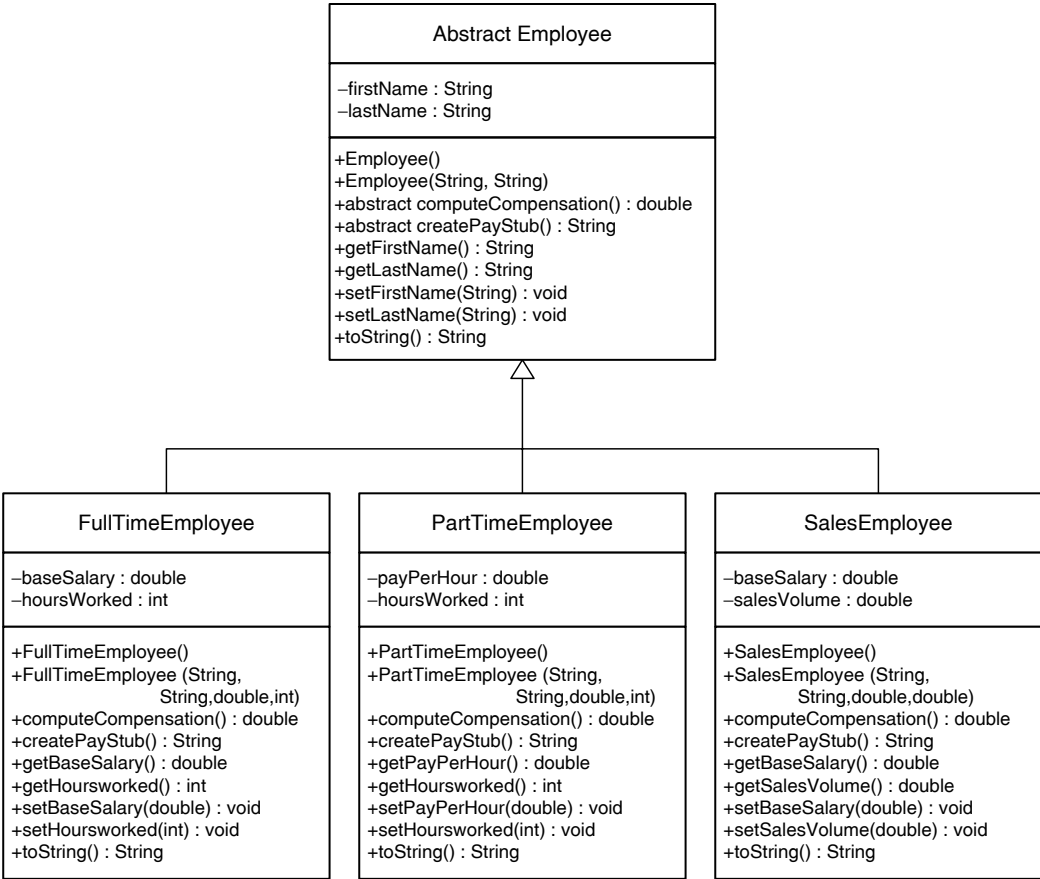 Abstract Employee
–firstName : String
–lastName : String
+Employee()
+Employee(String, String)
+abstract computeCompensation() : double
+abstract createPayStub() : String
+getFirstName() : String
+getLastName() : String
+setFirstName(String) : void
+setLastName(String) : void
+toString() : String
FullTimeEmployee
–baseSalary : double
–hoursWorked : int
+FullTimeEmployee()
+FullTimeEmployee (String,
String,double,int)
+computeCompensation() : double
+createPayStub() : String
+getBaseSalary() : double
+getHoursworked() : int
+setBaseSalary(double) : void
+setHoursworked(int) : void
+toString() : String
PartTimeEmployee
–payPerHour : double
–hoursWorked : int
+PartTimeEmployee()
+PartTimeEmployee (String,
String,double,int)
+computeCompensation() : double
+createPayStub() : String
+getPayPerHour() : double
+getHoursworked() : int
+setPayPerHour(double) : void
+setHoursworked(int) : void
+toString() : String
SalesEmployee
–baseSalary : double
–salesVolume : double
+SalesEmployee()
+SalesEmployee (String,
String,double,double)
+computeCompensation() : double
+createPayStub() : String
+getBaseSalary() : double
+getSalesVolume() : double
+setBaseSalary(double) : void
+setSalesVolume(double) : void
+toString() : String